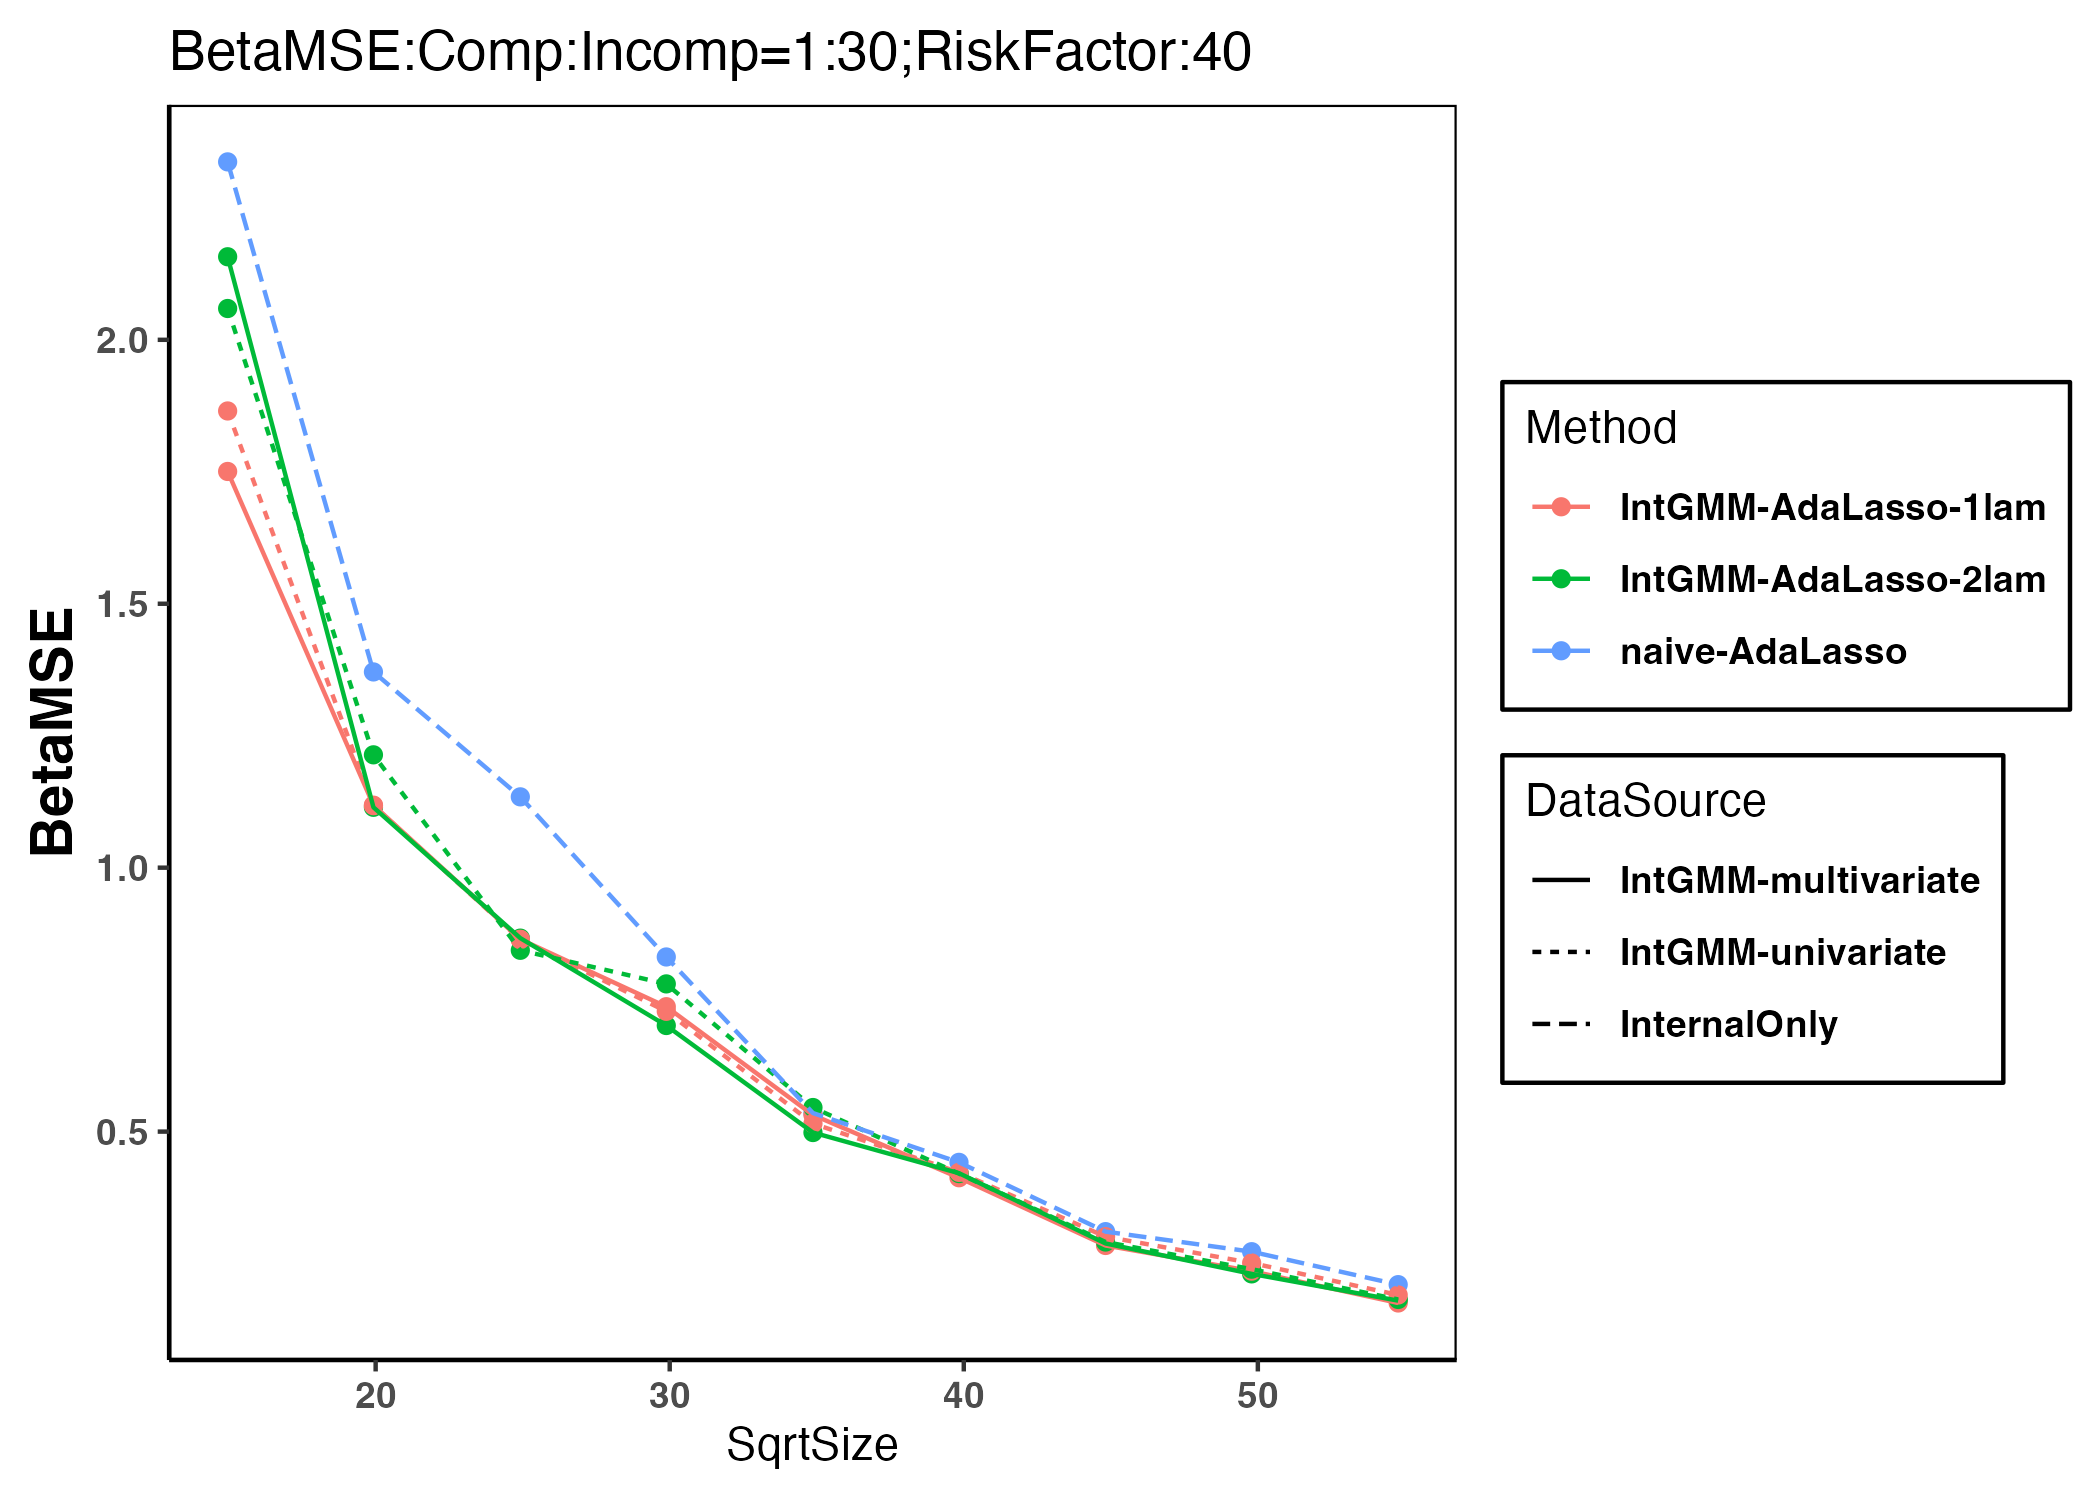 BetaMSE:Comp:Incomp=1:30;RiskFactor:40
BetaMSE
2.0
1.5
1.0
0.5
20 30 40 50
SqrtSize
Method
IntGMM-AdaLasso-1lam
IntGMM-AdaLasso-2lam
naive-AdaLasso
DataSource
IntGMM-multivariate
IntGMM-univariate
InternalOnly